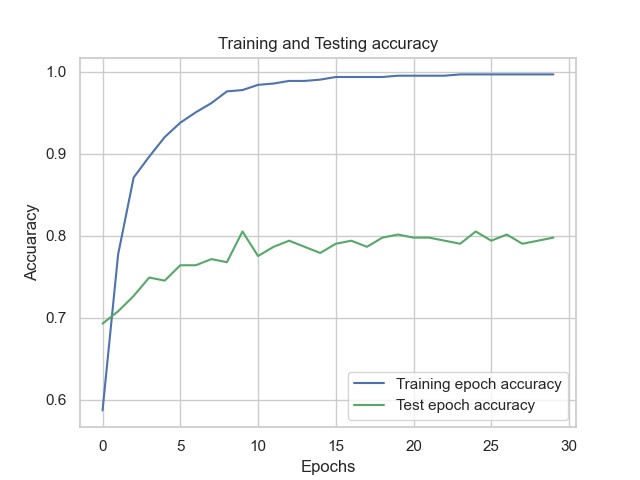 Training and Testing accuracy
Accuaracy
1.0
0.9
0.8
0.7
0.6
Training epoch accuracy
Test epoch accuracy
0 5 10 15 20 25 30
Epochs